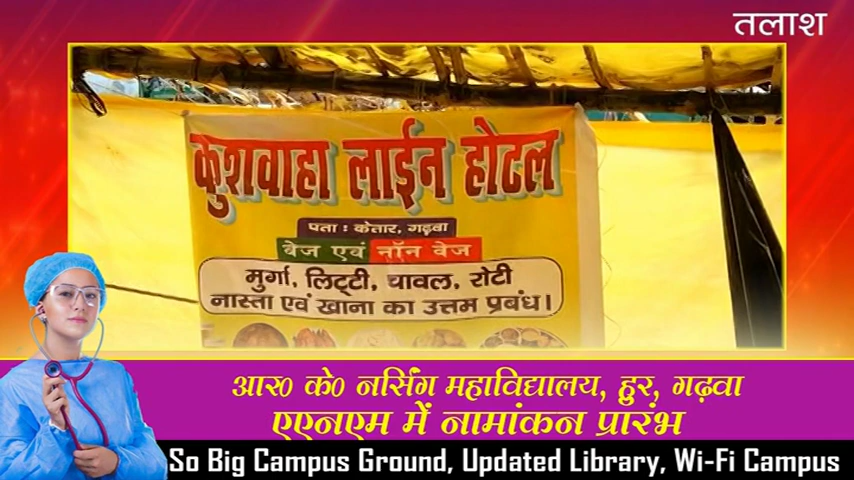 तलाश
कुशवाहा लाईन होटल
पता : केतार, गढ़वा
वेज एवं नॉन वेज
मुर्गा, लिट्टी, चावल, रोटी
नास्ता एवं खाना का उत्तम प्रबंध।
आर० के० नर्सिंग महाविद्यालय, हुर, गढ़वा
एएनएम में नामांकन प्रारंभ
So Big Campus Ground, Updated Library, Wi-Fi Campus